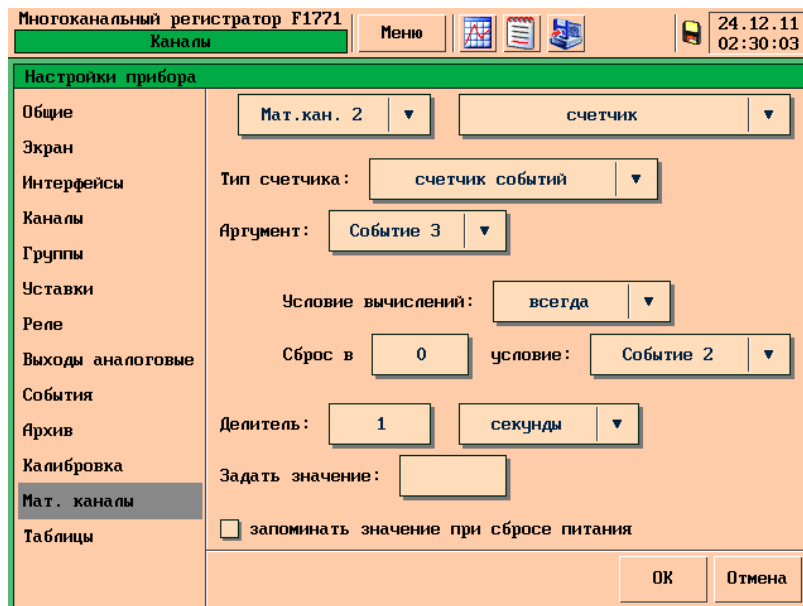 Многоканальный регистратор F1771
Каналы
Меню
24.12.11
02:30:03
Настройки прибора
Общие
Экран
Интерфейсы
Каналы
Группы
Уставки
Реле
Выходы аналоговые
События
Архив
Калибровка
Мат. каналы
Таблицы
Мат.кан. 2 счетчик
Тип счетчика: счетчик событий
Аргумент: Событие 3
Условие вычислений: всегда
Сброс в 0 условие: Событие 2
Делитель: 1 секунды
Задать значение:
запоминать значение при сбросе питания
ОК Отмена